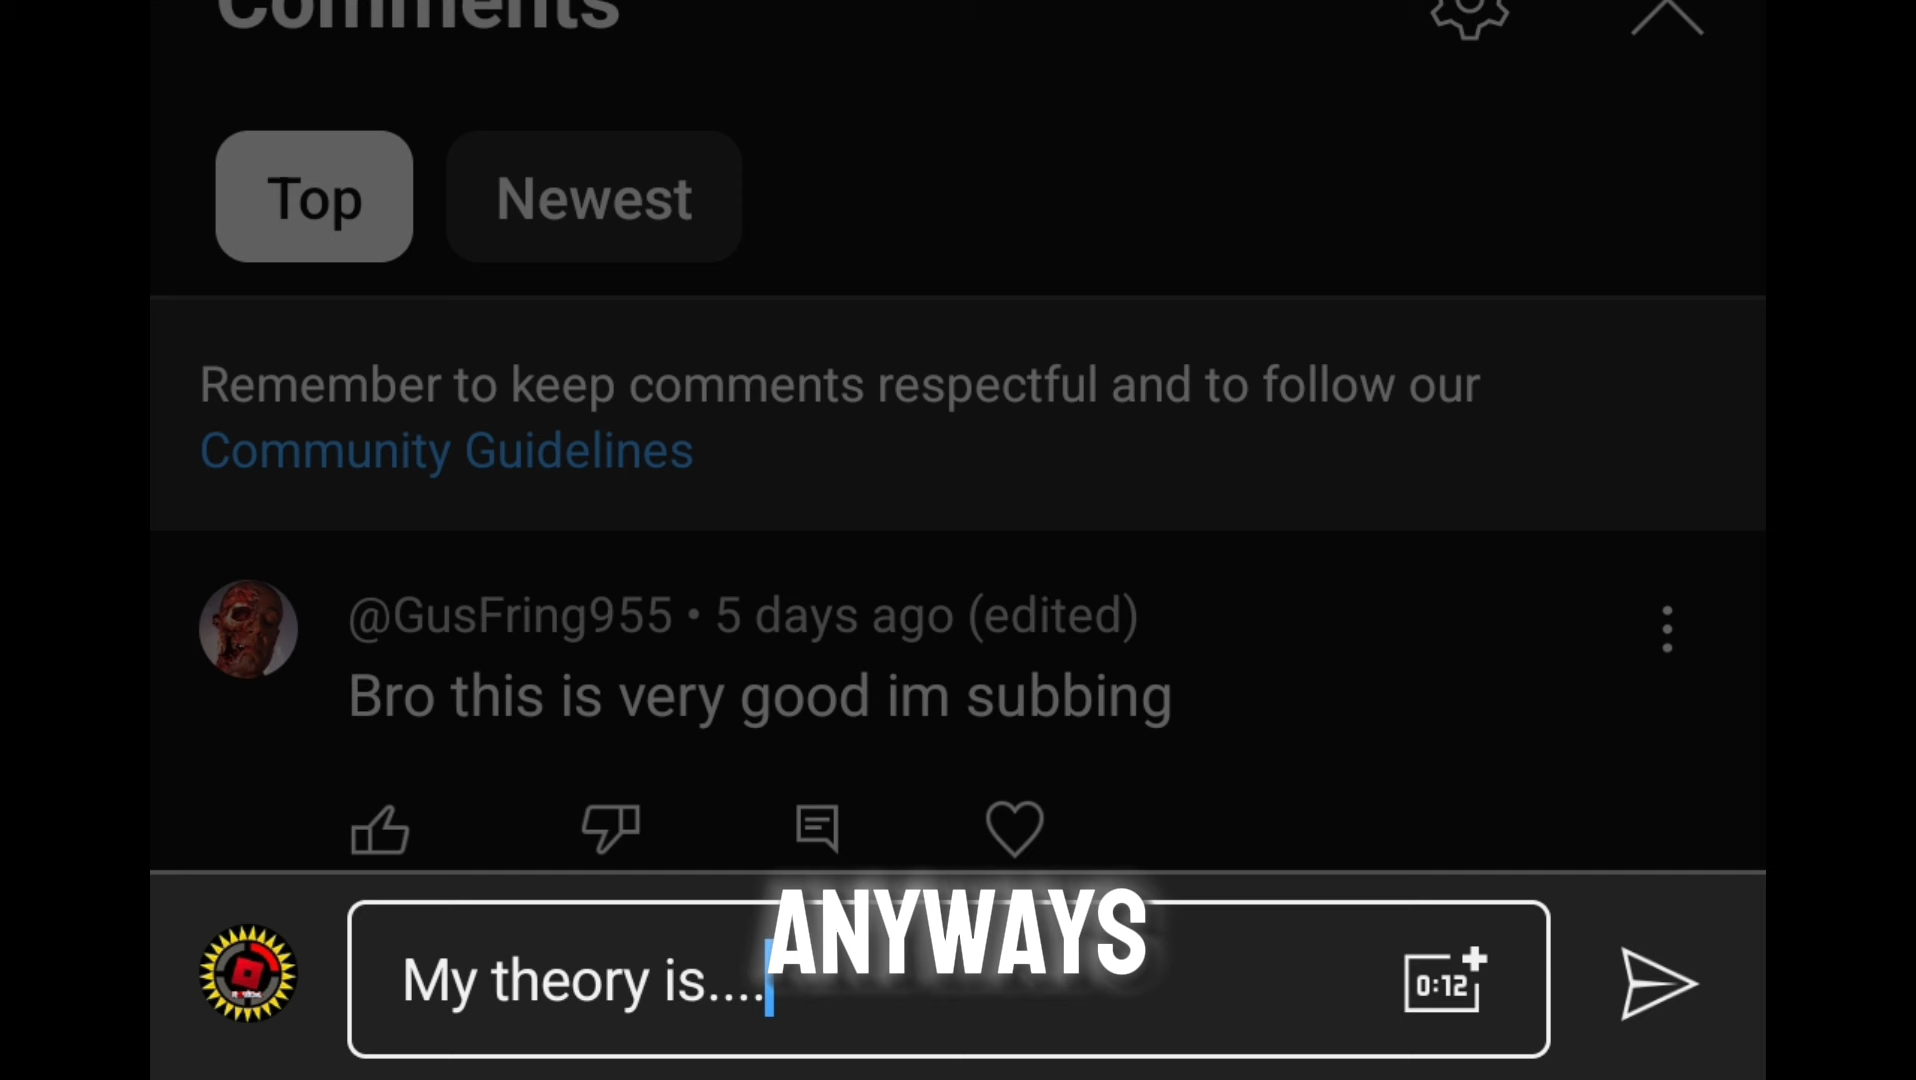 Comments
Top
Newest
Remember to keep comments respectful and to follow our
Community Guidelines
@GusFring955 • 5 days ago (edited)
Bro this is very good im subbing
ANYWAYS
My theory is....
0:12